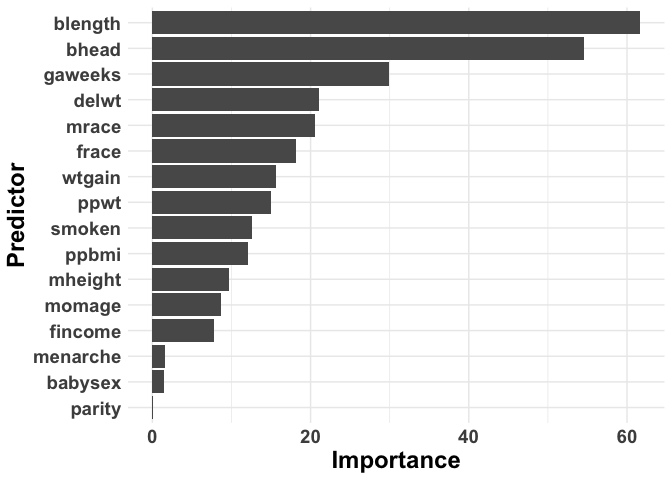 Predictor
blength
bhead
gaweeks
delwt
mrace
frace
wtgain
ppwt
smoken
ppbmi
mheight
momage
fincome
menarche
babysex
parity
0 20 40 60
Importance